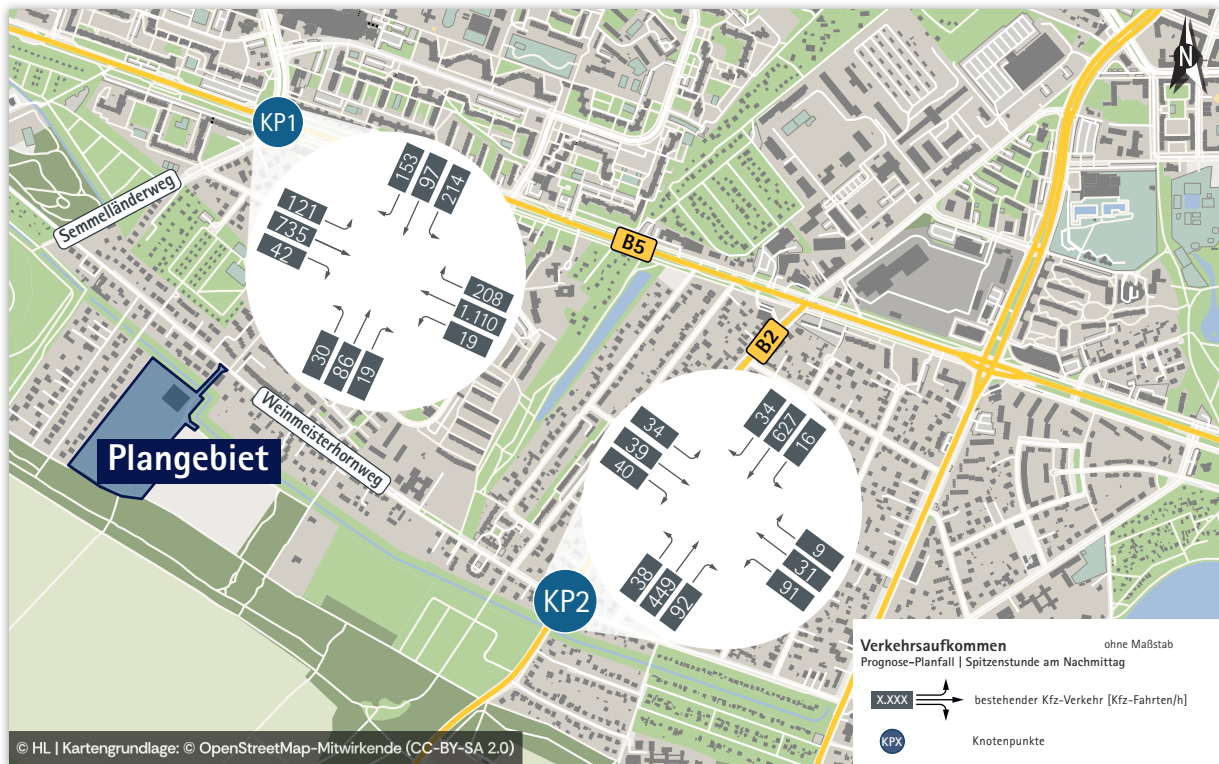 N
KP1
153
97
214
121
735
42
208
1.110
19
30
86
19
Semmelländerweg
B5
B2
Plangebiet
Weinmeisterhornweg
34
39
40
34
627
16
9
31
91
38
449
92
KP2
Verkehrsaufkommen
ohne Maßstab
Prognose-Planfall | Spitzenstunde am Nachmittag
X.XXX
bestehender Kfz-Verkehr [Kfz-Fahrten/h]
KPX
Knotenpunkte
© HL | Kartengrundlage: © OpenStreetMap-Mitwirkende (CC-BY-SA 2.0)